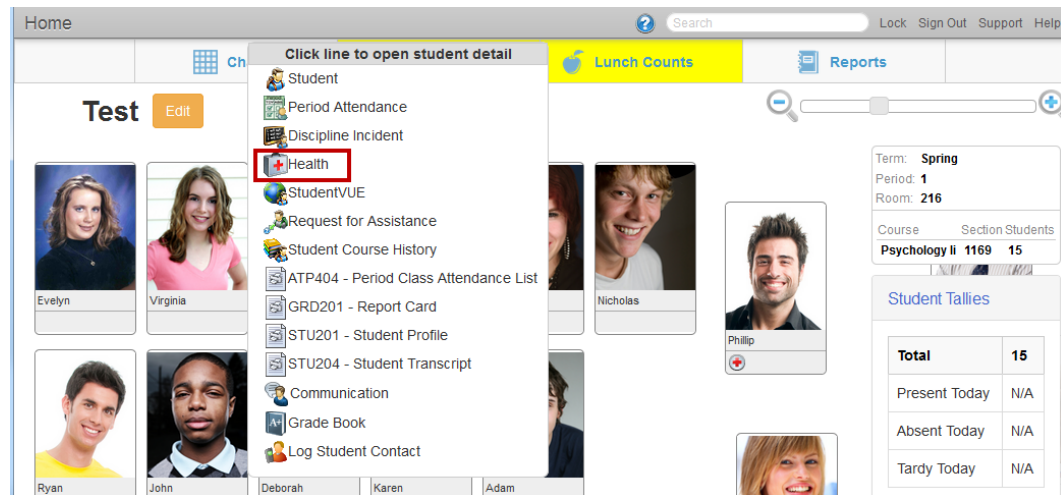 Home
Search
Lock Sign Out Support Help
Ch
Lunch Counts
Reports
Click line to open student detail
Student
Period Attendance
Discipline Incident
Health
StudentVUE
Request for Assistance
Student Course History
ATP404 - Period Class Attendance List
GRD201 - Report Card
STU201 - Student Profile
STU204 - Student Transcript
Communication
Grade Book
Log Student Contact
Test
Edit
Term: Spring
Period: 1
Room: 216
Course Section Students
Psychology Ii 1169 15
Evelyn
Virginia
Nicholas
Phillip
Student Tallies
Total 15
Present Today N/A
Absent Today N/A
Tardy Today N/A
Ryan
John
Deborah
Karen
Adam